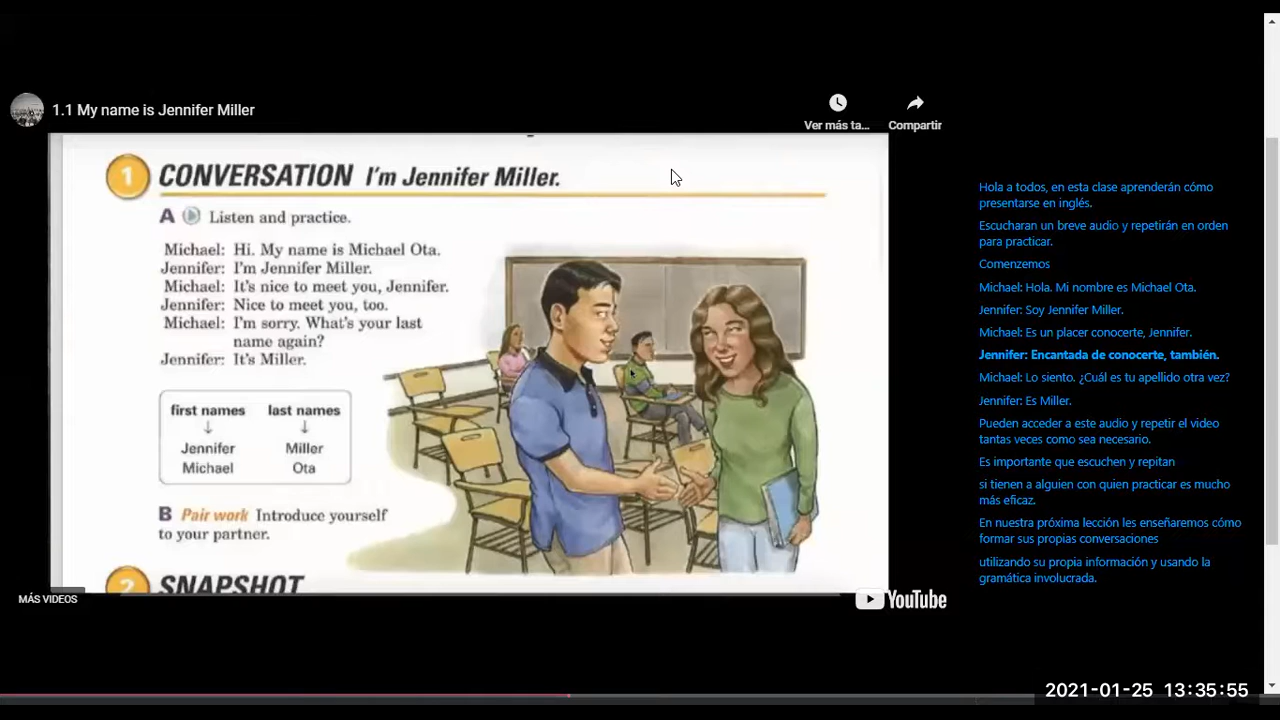 1.1 My name is Jennifer Miller
Ver más ta...
Compartir
1 CONVERSATION I'm Jennifer Miller.
A Listen and practice.
Michael: Hi. My name is Michael Ota.
Jennifer: I'm Jennifer Miller.
Michael: It's nice to meet you, Jennifer.
Jennifer: Nice to meet you, too.
Michael: I'm sorry. What's your last
name again?
Jennifer: It's Miller.
first names last names
↓ ↓
Jennifer Miller
Michael Ota
B Pair work Introduce yourself
to your partner.
2 SNAPSHOT
MÁS VIDEOS
YouTube
Hola a todos, en esta clase aprenderán cómo
presentarse en inglés.
Escucharan un breve audio y repetirán en orden
para practicar.
Comenzemos
Michael: Hola. Mi nombre es Michael Ota.
Jennifer: Soy Jennifer Miller.
Michael: Es un placer conocerte, Jennifer.
Jennifer: Encantada de conocerte, también.
Michael: Lo siento. ¿Cuál es tu apellido otra vez?
Jennifer: Es Miller.
Pueden acceder a este audio y repetir el video
tantas veces como sea necesario.
Es importante que escuchen y repitan
si tienen a alguien con quien practicar es mucho
más eficaz.
En nuestra próxima lección les enseñaremos cómo
formar sus propias conversaciones
utilizando su propia información y usando la
gramática involucrada.
2021-01-25 13:35:55